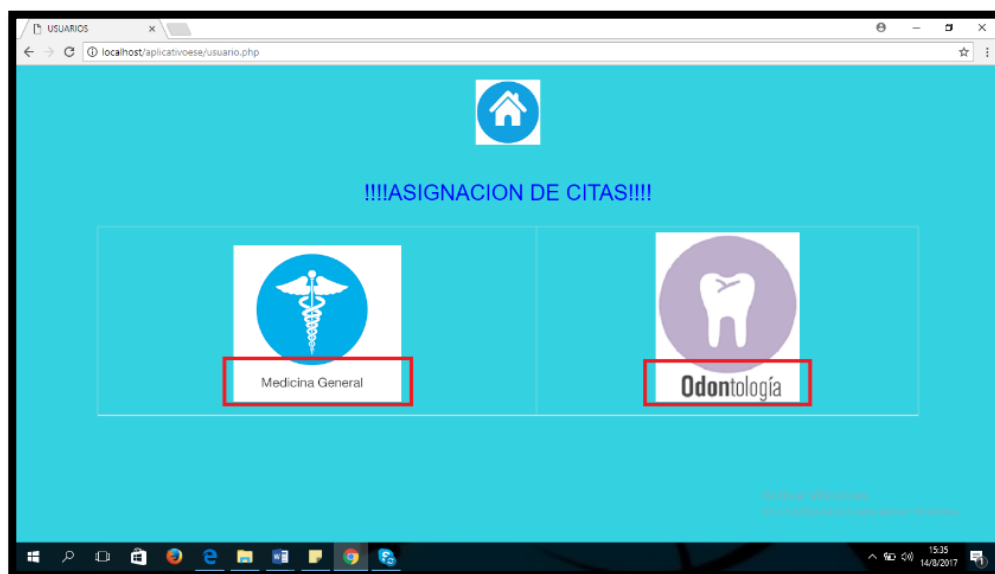 USUARIOS
localhost/aplicativoese/usuario.php
!!!!ASIGNACION DE CITAS!!!!
Medicina General
Odontología
15:35
14/8/2017